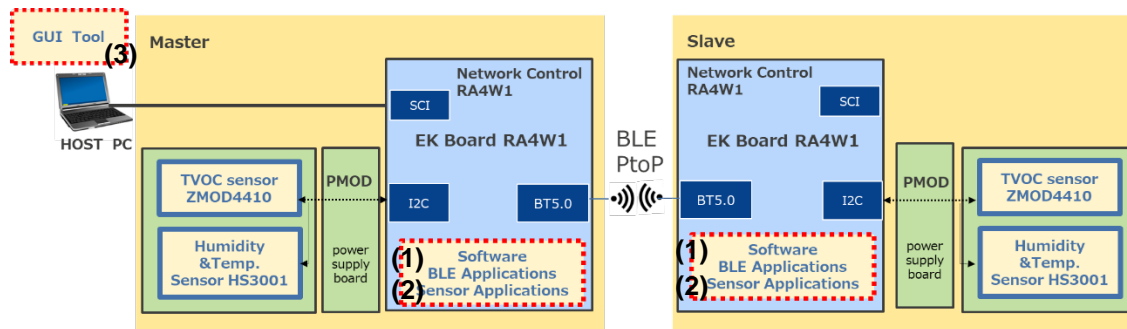 GUI Tool
(3)
HOST PC
Master
Network Control
RA4W1
SCI
EK Board RA4W1
I2C
BT5.0
TVOC sensor
ZMOD4410
Humidity
&Temp.
Sensor HS3001
PMOD
power
supply
board
(1)
Software
BLE Applications
(2)
Sensor Applications
BLE
PtoP
Slave
Network Control
RA4W1
SCI
EK Board RA4W1
BT5.0
I2C
(1)
Software
BLE Applications
(2)
Sensor Applications
PMOD
power
supply
board
TVOC sensor
ZMOD4410
Humidity
&Temp.
Sensor HS3001